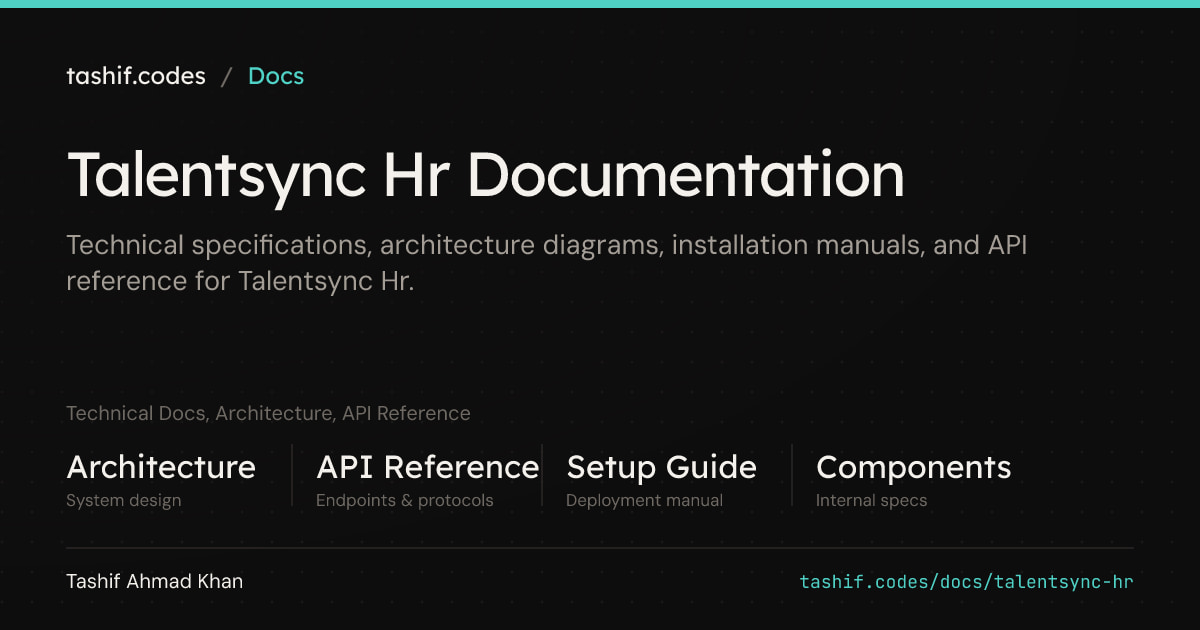 tashif.codes / Docs
Talentsync Hr Documentation
Technical specifications, architecture diagrams, installation manuals, and API
reference for Talentsync Hr.
Technical Docs, Architecture, API Reference
Architecture
System design
API Reference
Endpoints & protocols
Setup Guide
Deployment manual
Components
Internal specs
Tashif Ahmad Khan
tashif.codes/docs/talentsync-hr